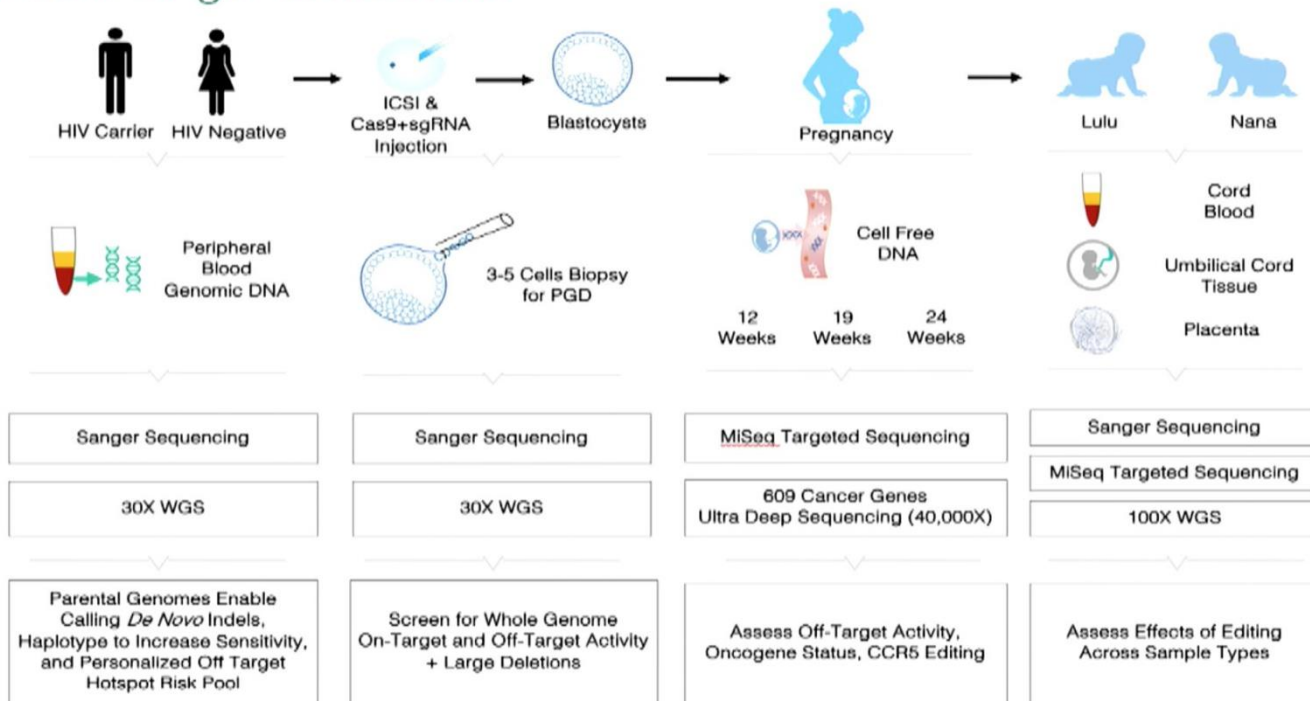 HIV Carrier
HIV Negative
ICSI &
Cas9+sgRNA
Injection
Blastocysts
Pregnancy
Lulu
Nana
Peripheral
Blood
Genomic DNA
3-5 Cells Biopsy
for PGD
Cell Free
DNA
12
Weeks
19
Weeks
24
Weeks
Cord
Blood
Umbilical Cord
Tissue
Placenta
Sanger Sequencing
30X WGS
Parental Genomes Enable
Calling De Novo Indels,
Haplotype to Increase Sensitivity,
and Personalized Off Target
Hotspot Risk Pool
Sanger Sequencing
30X WGS
Screen for Whole Genome
On-Target and Off-Target Activity
+ Large Deletions
MiSeq Targeted Sequencing
609 Cancer Genes
Ultra Deep Sequencing (40,000X)
Assess Off-Target Activity,
Oncogene Status, CCR5 Editing
Sanger Sequencing
MiSeq Targeted Sequencing
100X WGS
Assess Effects of Editing
Across Sample Types